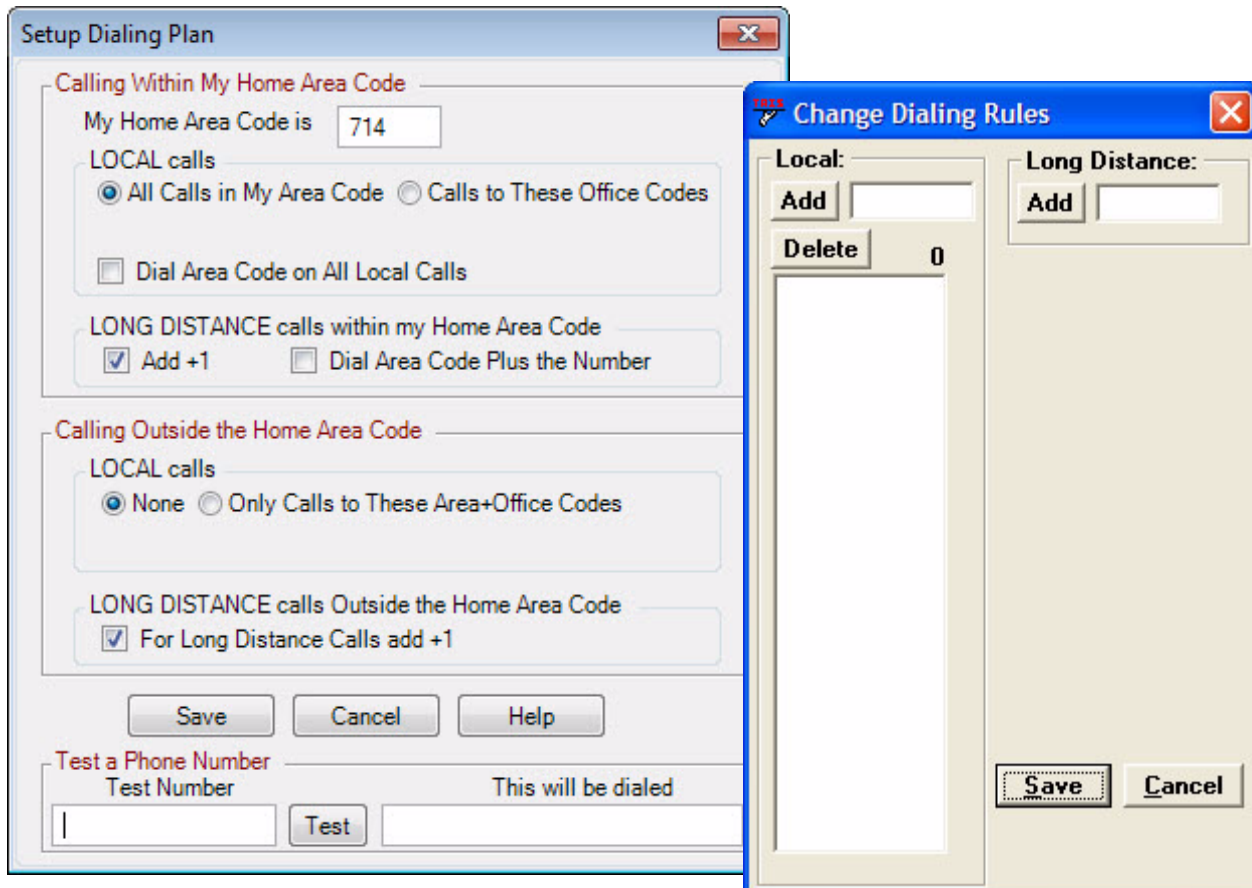 Setup Dialing Plan
Calling Within My Home Area Code
My Home Area Code is 714
LOCAL calls
All Calls in My Area Code Calls to These Office Codes
Dial Area Code on All Local Calls
LONG DISTANCE calls within my Home Area Code
Add +1 Dial Area Code Plus the Number
Calling Outside the Home Area Code
LOCAL calls
None Only Calls to These Area+Office Codes
LONG DISTANCE calls Outside the Home Area Code
For Long Distance Calls add +1
Save Cancel Help
Test a Phone Number
Test Number This will be dialed
Test
Change Dialing Rules
Local: Long Distance:
Add Add
Delete 0
Save Cancel